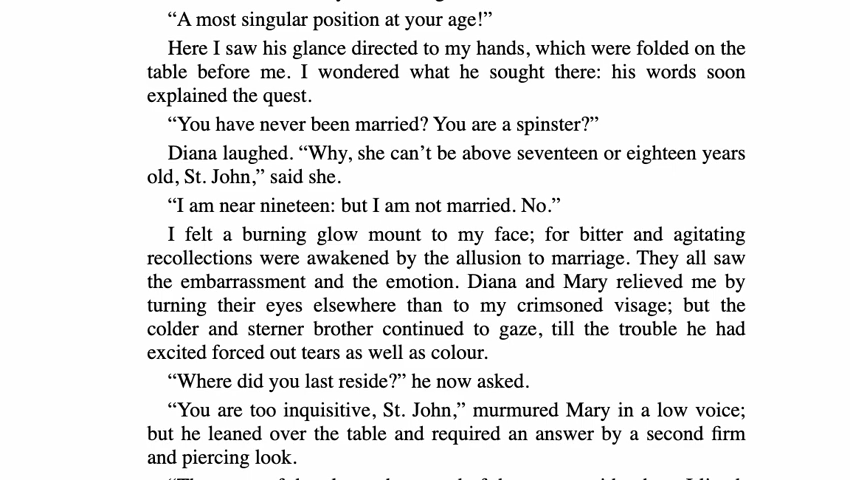 “A most singular position at your age!”
Here I saw his glance directed to my hands, which were folded on the
table before me. I wondered what he sought there: his words soon
explained the quest.
“You have never been married? You are a spinster?”
Diana laughed. “Why, she can’t be above seventeen or eighteen years
old, St. John,” said she.
“I am near nineteen: but I am not married. No.”
I felt a burning glow mount to my face; for bitter and agitating
recollections were awakened by the allusion to marriage. They all saw
the embarrassment and the emotion. Diana and Mary relieved me by
turning their eyes elsewhere than to my crimsoned visage; but the
colder and sterner brother continued to gaze, till the trouble he had
excited forced out tears as well as colour.
“Where did you last reside?” he now asked.
“You are too inquisitive, St. John,” murmured Mary in a low voice;
but he leaned over the table and required an answer by a second firm
and piercing look.